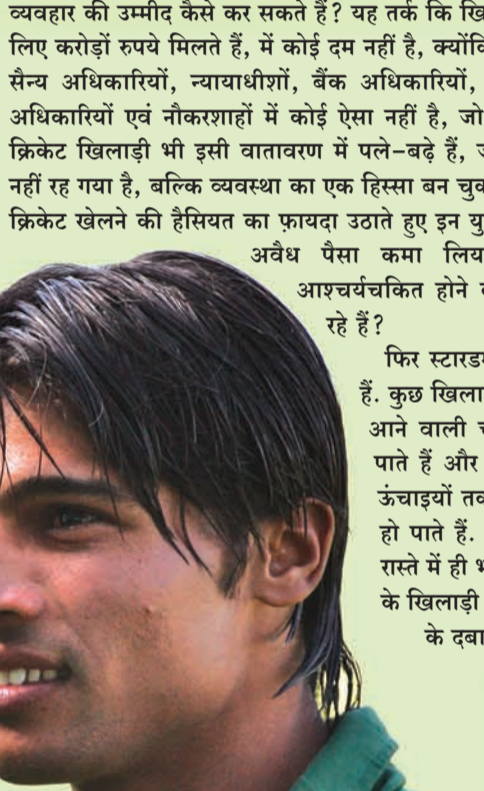 व्यवहार की उम्मीद कैसे कर सकते हैं? यह तर्क कि खि
लिए करोड़ों रुपये मिलते हैं, में कोई दम नहीं है, क्योंकि
सैन्य अधिकारियों, न्यायाधीशों, बैंक अधिकारियों,
अधिकारियों एवं नौकरशाहों में कोई ऐसा नहीं है, जो
क्रिकेट खिलाड़ी भी इसी वातावरण में पले-बढ़े हैं, ज
नहीं रह गया है, बल्कि व्यवस्था का एक हिस्सा बन चुक
क्रिकेट खेलने की हैसियत का फ़ायदा उठाते हुए इन यु
अवैध पैसा कमा लिय
आश्चर्यचकित होने व
रहे हैं?
फिर स्टारडम
हैं. कुछ खिला
आने वाली च
पाते हैं और
ऊंचाइयों तक
हो पाते हैं.
रास्ते में ही भ
के खिलाड़ी
के दबा